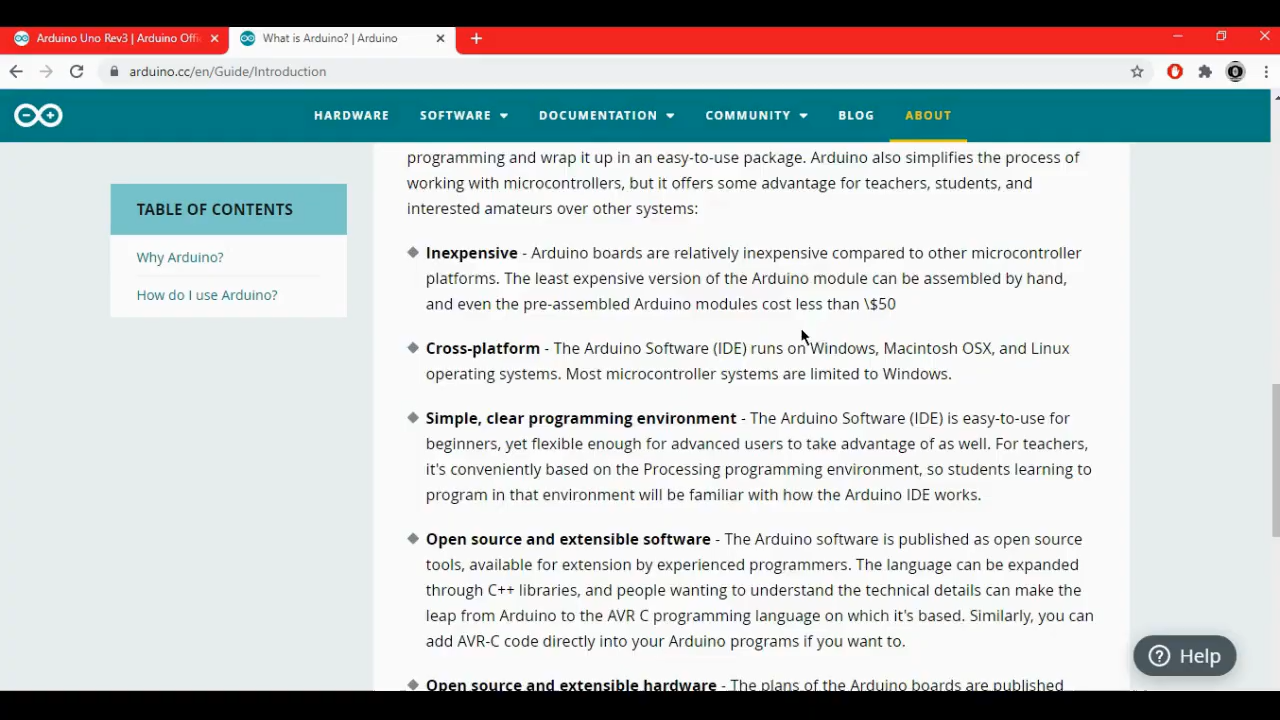 Arduino Uno Rev3 | Arduino Offi
What is Arduino? | Arduino
arduino.cc/en/Guide/Introduction
HARDWARE SOFTWARE DOCUMENTATION COMMUNITY BLOG ABOUT
TABLE OF CONTENTS
Why Arduino?
How do I use Arduino?
programming and wrap it up in an easy-to-use package. Arduino also simplifies the process of
working with microcontrollers, but it offers some advantage for teachers, students, and
interested amateurs over other systems:
Inexpensive - Arduino boards are relatively inexpensive compared to other microcontroller
platforms. The least expensive version of the Arduino module can be assembled by hand,
and even the pre-assembled Arduino modules cost less than \$50
Cross-platform - The Arduino Software (IDE) runs on Windows, Macintosh OSX, and Linux
operating systems. Most microcontroller systems are limited to Windows.
Simple, clear programming environment - The Arduino Software (IDE) is easy-to-use for
beginners, yet flexible enough for advanced users to take advantage of as well. For teachers,
it's conveniently based on the Processing programming environment, so students learning to
program in that environment will be familiar with how the Arduino IDE works.
Open source and extensible software - The Arduino software is published as open source
tools, available for extension by experienced programmers. The language can be expanded
through C++ libraries, and people wanting to understand the technical details can make the
leap from Arduino to the AVR C programming language on which it's based. Similarly, you can
add AVR-C code directly into your Arduino programs if you want to.
Open source and extensible hardware - The plans of the Arduino boards are published
Help